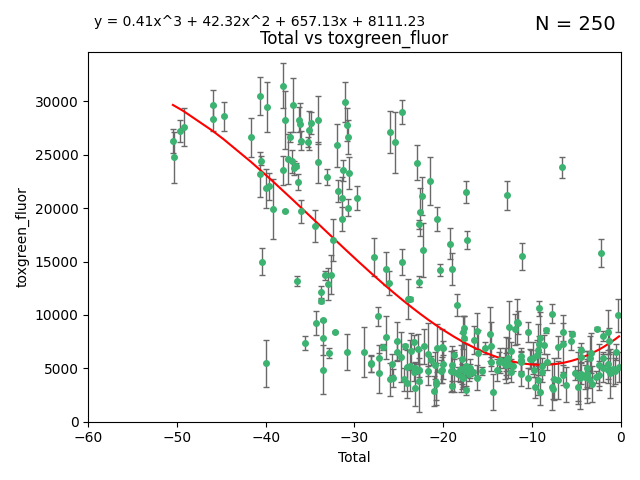 y = 0.41x^3 + 42.32x^2 + 657.13x + 8111.23
N = 250
Total vs toxgreen_fluor
toxgreen_fluor
30000
25000
20000
15000
10000
5000
0
−60
−50
−40
−30
−20
−10
0
Total